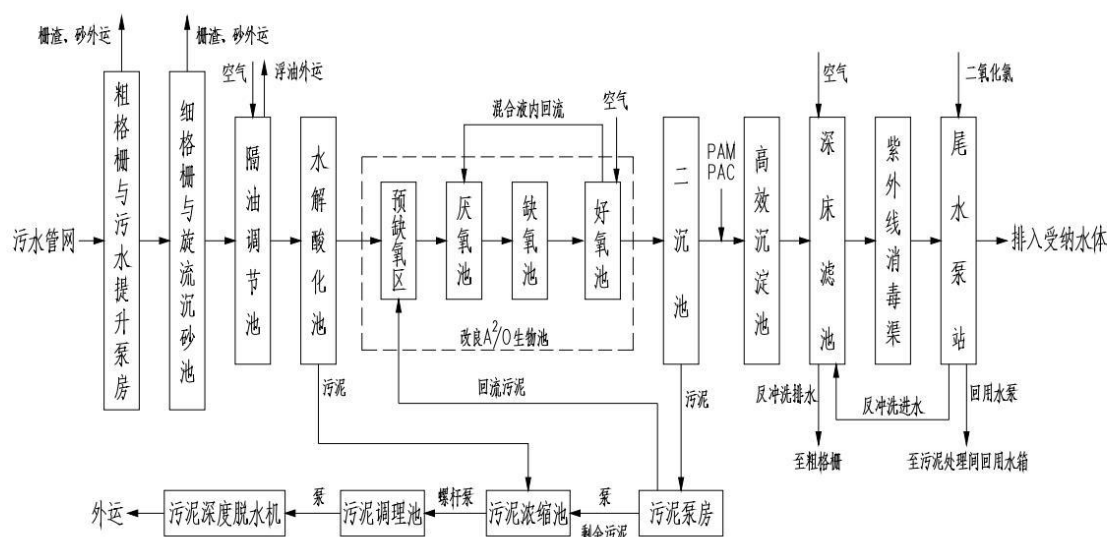 栅渣、砂外运
栅渣、砂外运
空气
浮油外运
混合液内回流
空气
空气
二氧化氯
污水管网
粗格栅与污水提升泵房
细格栅与旋流沉砂池
隔油调节池
水解酸化池
预缺氧区
厌氧池
缺氧池
好氧池
改良A²/O生物池
二沉池
PAM
PAC
高效沉淀池
深床滤池
紫外线消毒渠
尾水泵站
排入受纳水体
污泥
回流污泥
污泥
反冲洗排水
反冲洗进水
回用水泵
至粗格栅
至污泥处理间回用水箱
外运
污泥深度脱水机
泵
污泥调理池
螺杆泵
污泥浓缩池
泵
剩余污泥
污泥泵房